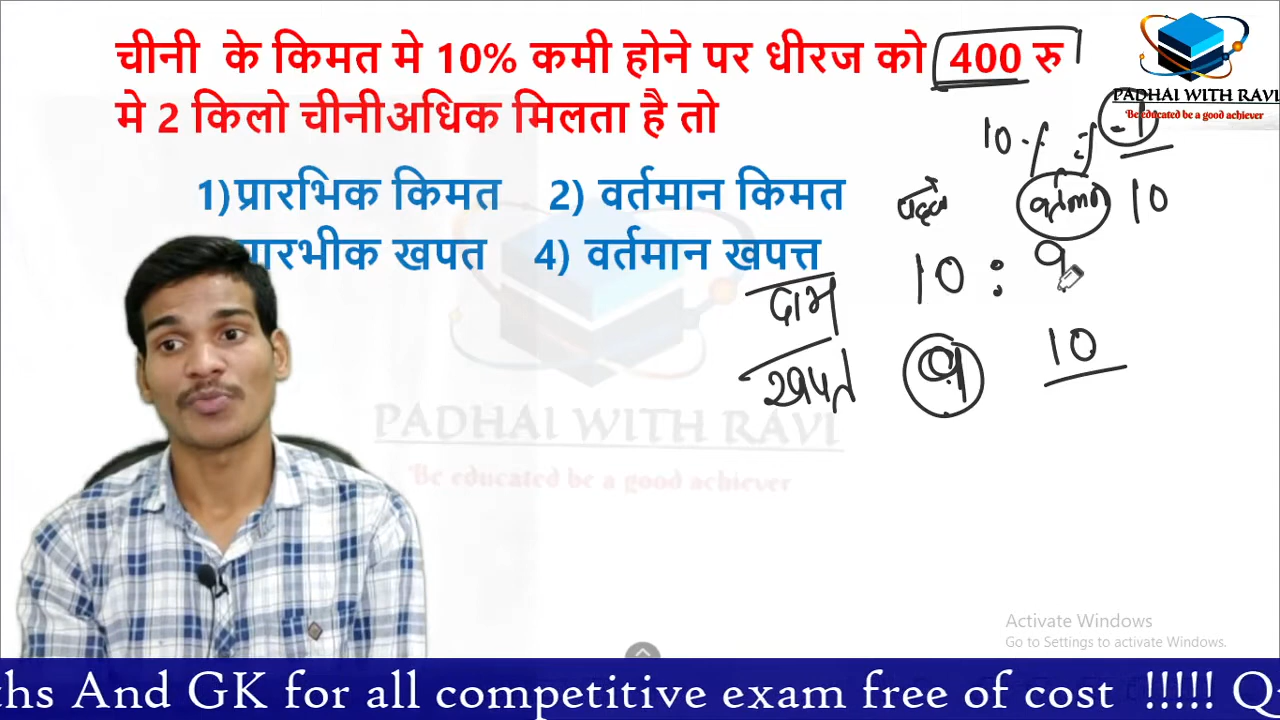 चीनी के किमत मे 10% कमी होने पर धीरज को 400 रु
मे 2 किलो चीनीअधिक मिलता है तो
1)प्रारभिक किमत 2) वर्तमान किमत
प्रारभीक खपत 4) वर्तमान खपत्त
PADHAI WITH RAVI
Be educated be a good achiever
10
-1
वर्तमान 10
10 : 9
दाम
खपत 9 10
PADHAI WITH RAVI
Be educated be a good achiever
Activate Windows
Go to Settings to activate Windows.
ths And GK for all competitive exam free of cost !!!!! Q